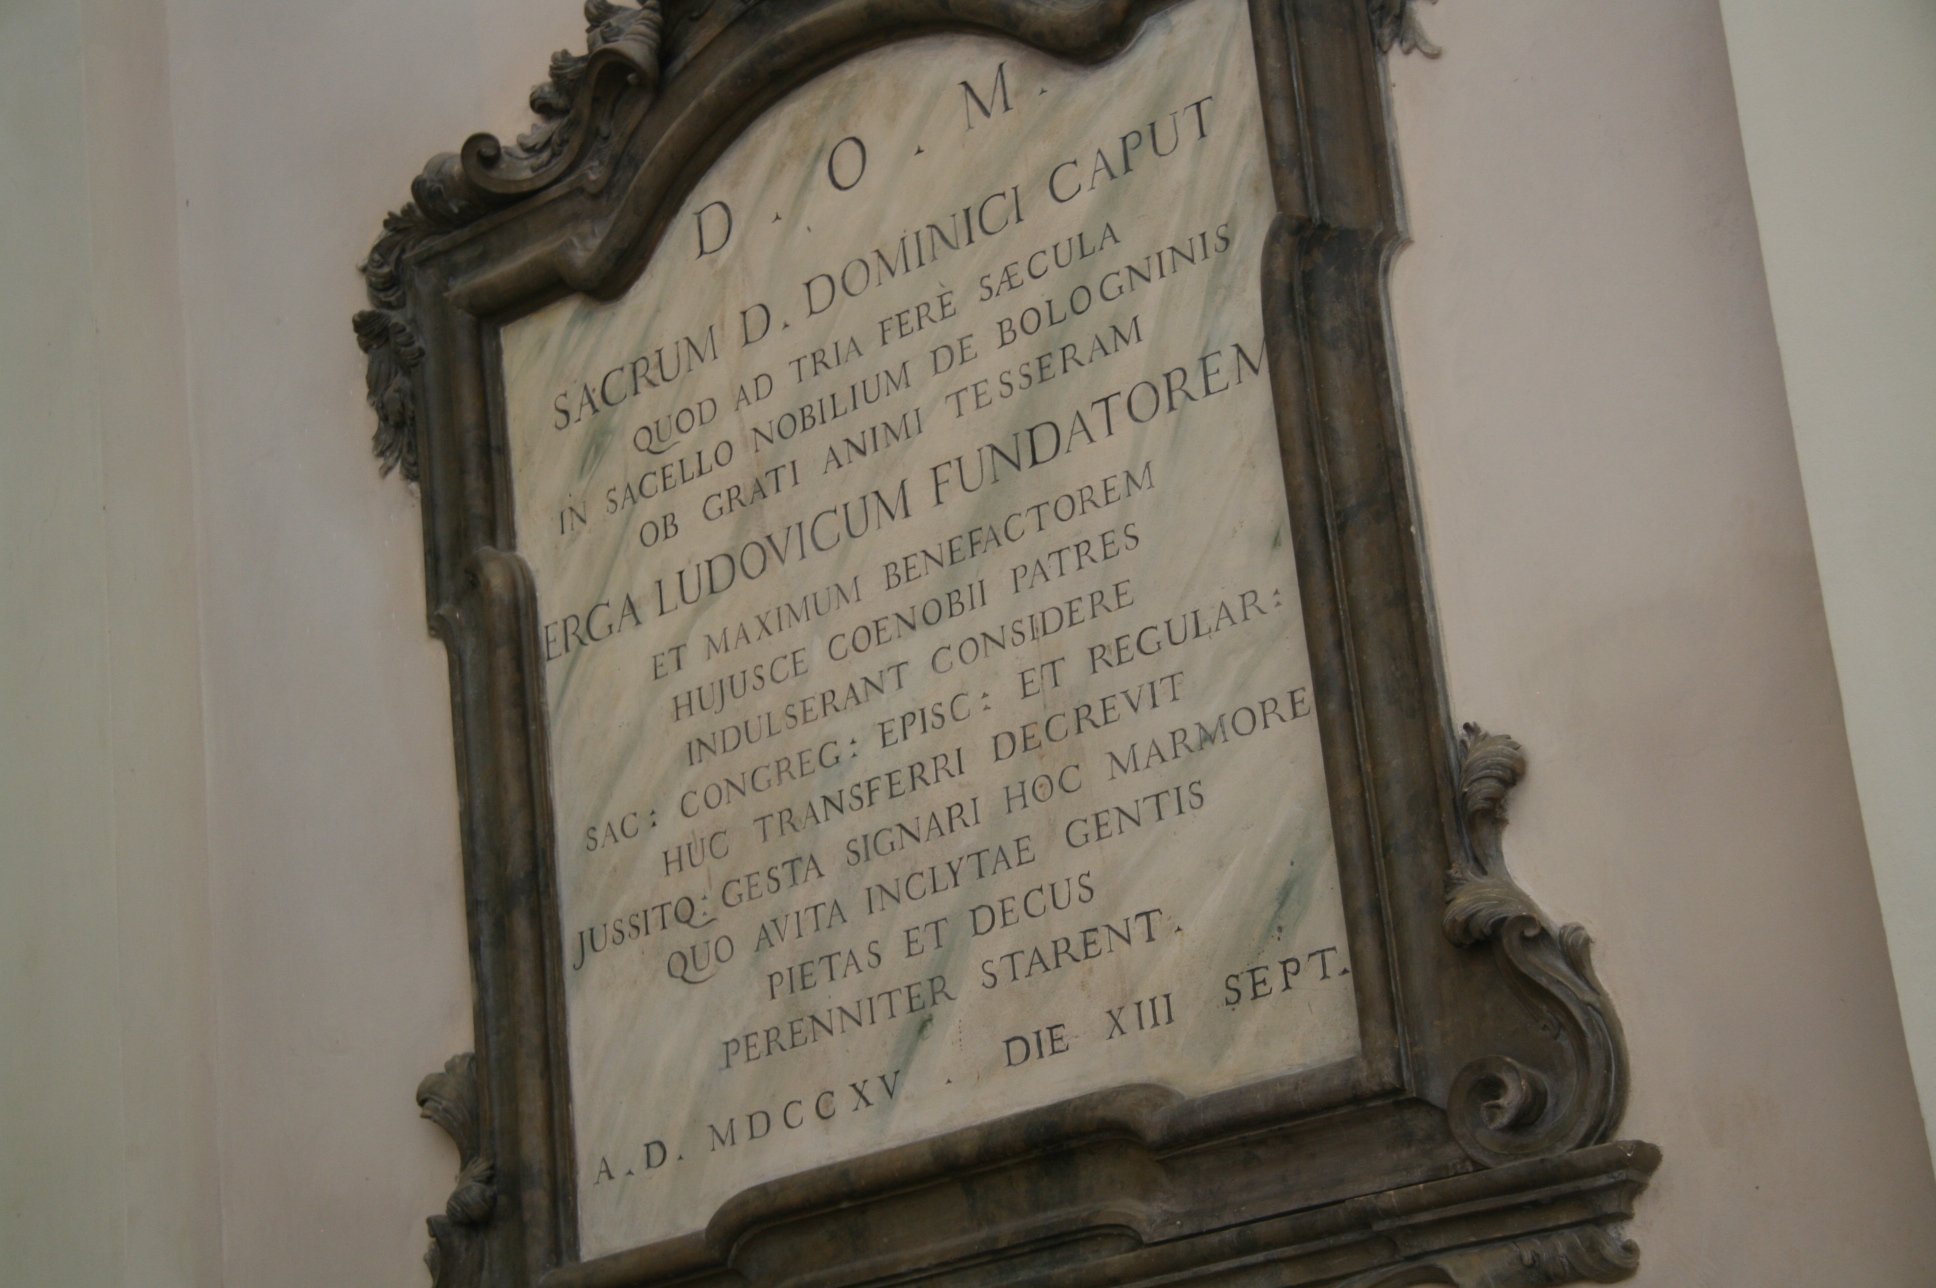 D . O . M .
SACRUM D. DOMINICI CAPUT
QUOD AD TRIA FERÈ SÆCULA
IN SACELLO NOBILIUM DE BOLOGNINIS
OB GRATI ANIMI TESSERAM
ERGA LUDOVICUM FUNDATOREM
ET MAXIMUM BENEFACTOREM
HUJUSCE COENOBII PATRES
INDULSERANT CONSIDERE
SAC: CONGREG: EPISC: ET REGULAR:
HUC TRANSFERRI DECREVIT
JUSSITQ: GESTA SIGNARI HOC MARMORE
QUO AVITA INCLYTAE GENTIS
PIETAS ET DECUS
PERENNITER STARENT.
A.D. MDCCXV . DIE XIII SEPT.